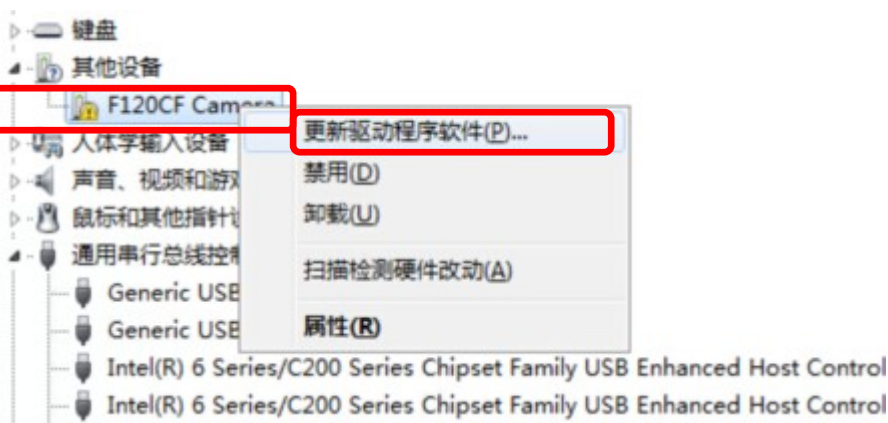 键盘
其他设备
F120CF Camera
更新驱动程序软件(P)...
人体学输入设备
禁用(D)
声音、视频和游
卸载(U)
鼠标和其他指针
通用串行总线控
扫描检测硬件改动(A)
Generic USB
Generic USB
属性(R)
Intel(R) 6 Series/C200 Series Chipset Family USB Enhanced Host Control
Intel(R) 6 Series/C200 Series Chipset Family USB Enhanced Host Control